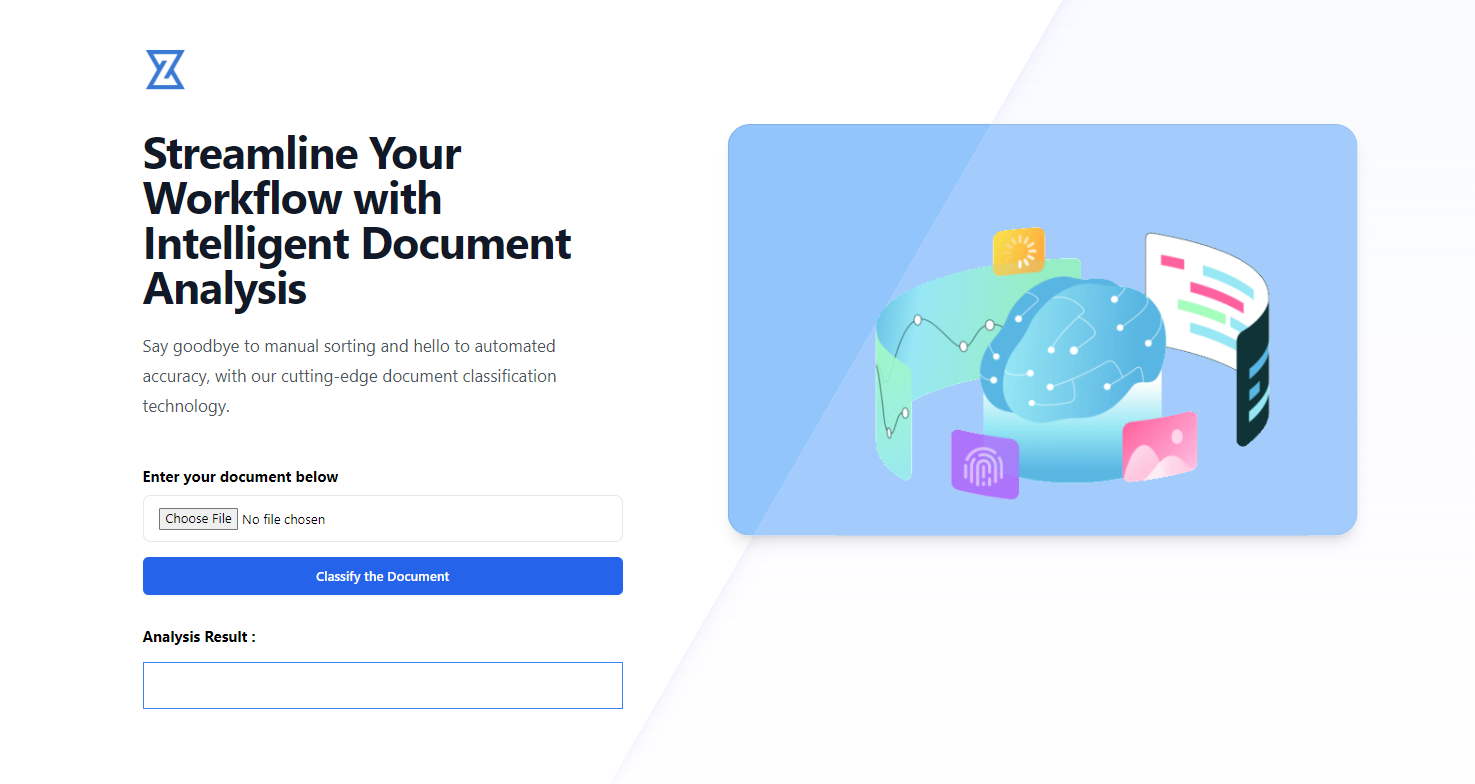 Streamline Your
Workflow with
Intelligent Document
Analysis
Say goodbye to manual sorting and hello to automated
accuracy, with our cutting-edge document classification
technology.
Enter your document below
Choose File No file chosen
Classify the Document
Analysis Result :